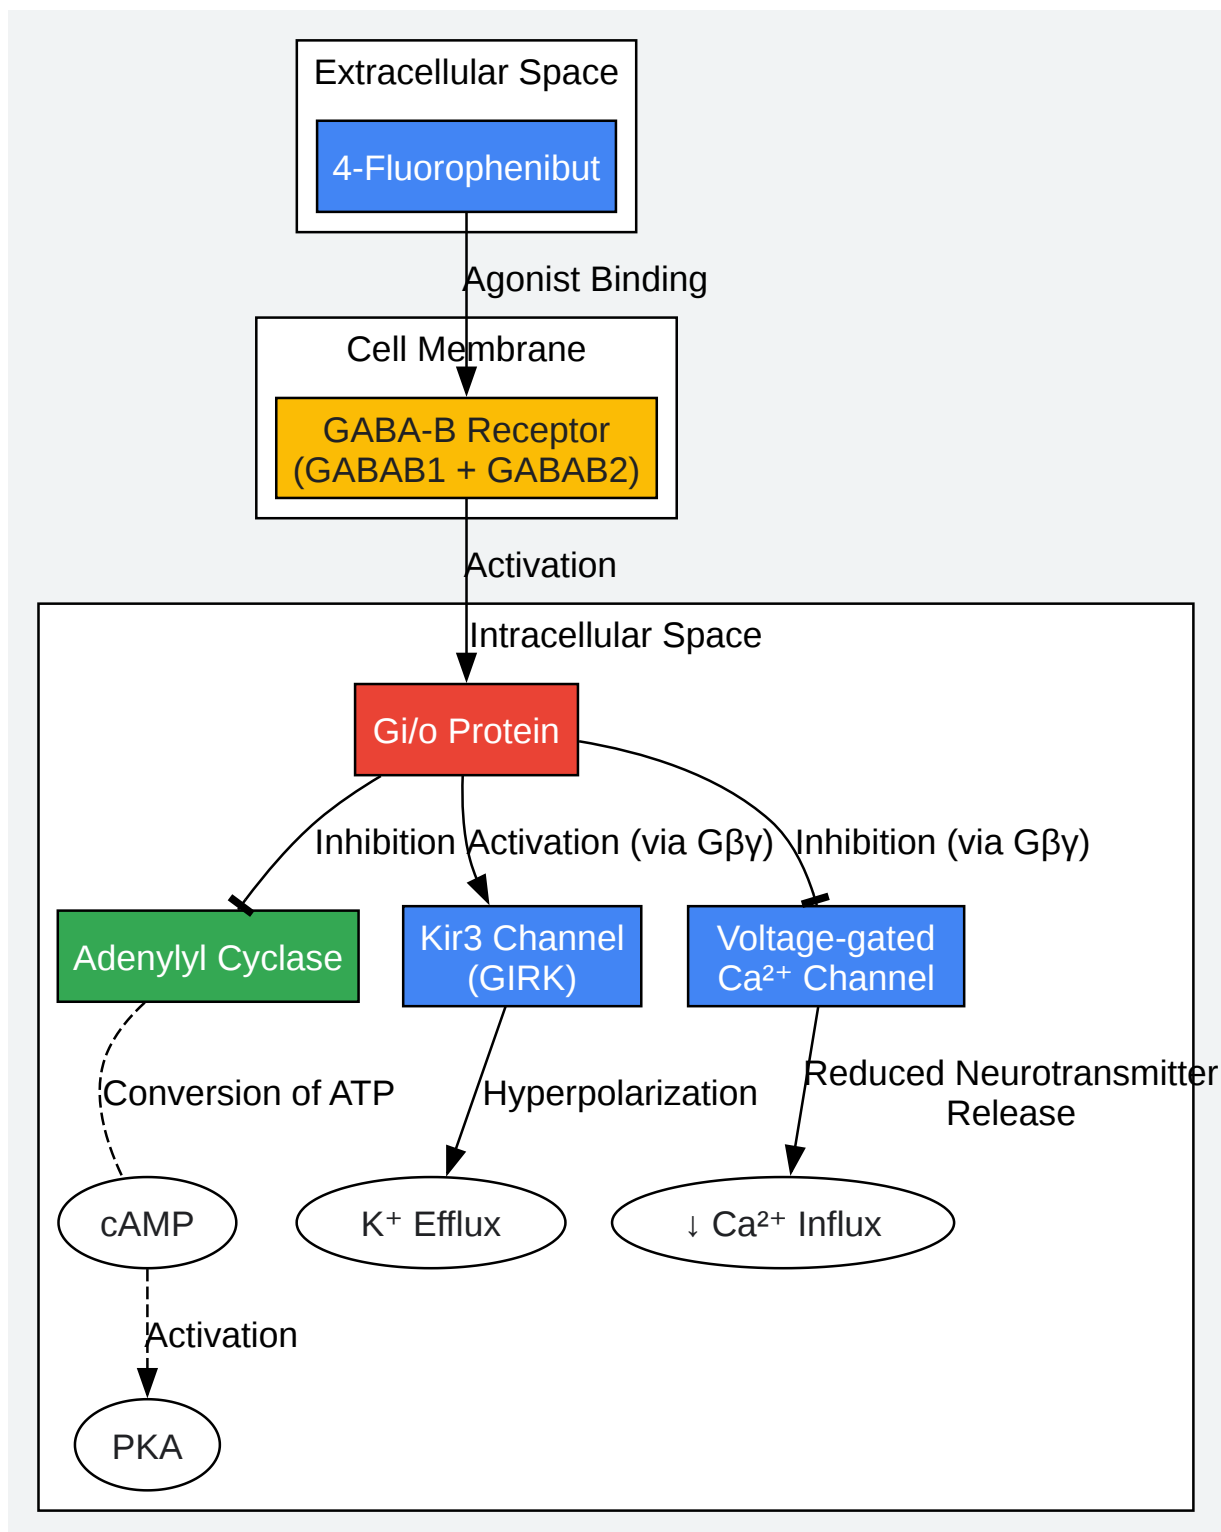 Extracellular Space
4-Fluorophenibut
Agonist Binding
Cell Membrane
GABA-B Receptor
(GABAB1 + GABAB2)
Activation
Intracellular Space
Gi/o Protein
Inhibition
Activation (via Gβγ)
Inhibition (via Gβγ)
Adenylyl Cyclase
Kir3 Channel
(GIRK)
Voltage-gated
Ca²⁺ Channel
Conversion of ATP
Hyperpolarization
Reduced Neurotransmitter
Release
cAMP
K⁺ Efflux
↓ Ca²⁺ Influx
Activation
PKA